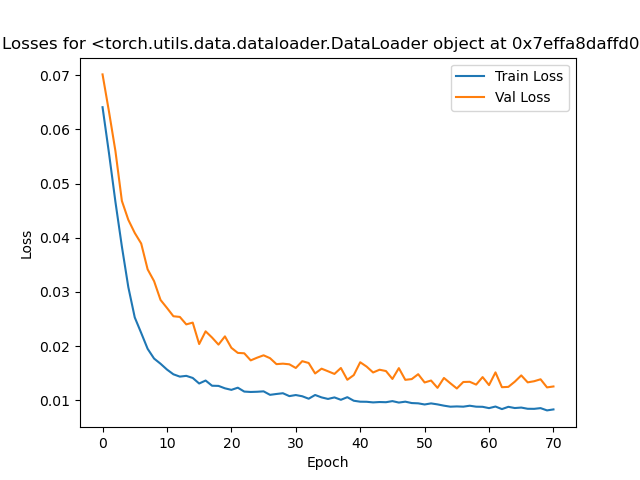 Losses for <torch.utils.data.dataloader.DataLoader object at 0x7effa8daffd0
Train Loss
Val Loss
0.07
0.06
0.05
0.04
0.03
0.02
0.01
Loss
0 10 20 30 40 50 60 70
Epoch